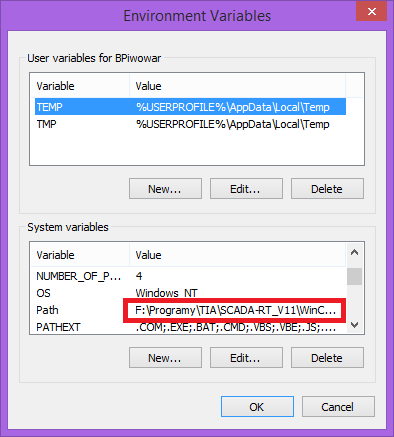 Environment Variables
User variables for BPiwowar
Variable Value
TEMP %USERPROFILE%\AppData\Local\Temp
TMP %USERPROFILE%\AppData\Local\Temp
New... Edit... Delete
System variables
Variable Value
NUMBER_OF_P... 4
OS Windows_NT
Path F:\Programy\TIA\SCADA-RT_V11\WinC...
PATHEXT .COM;.EXE;.BAT;.CMD;.VBS;.VBE;.JS;....
New... Edit... Delete
OK Cancel